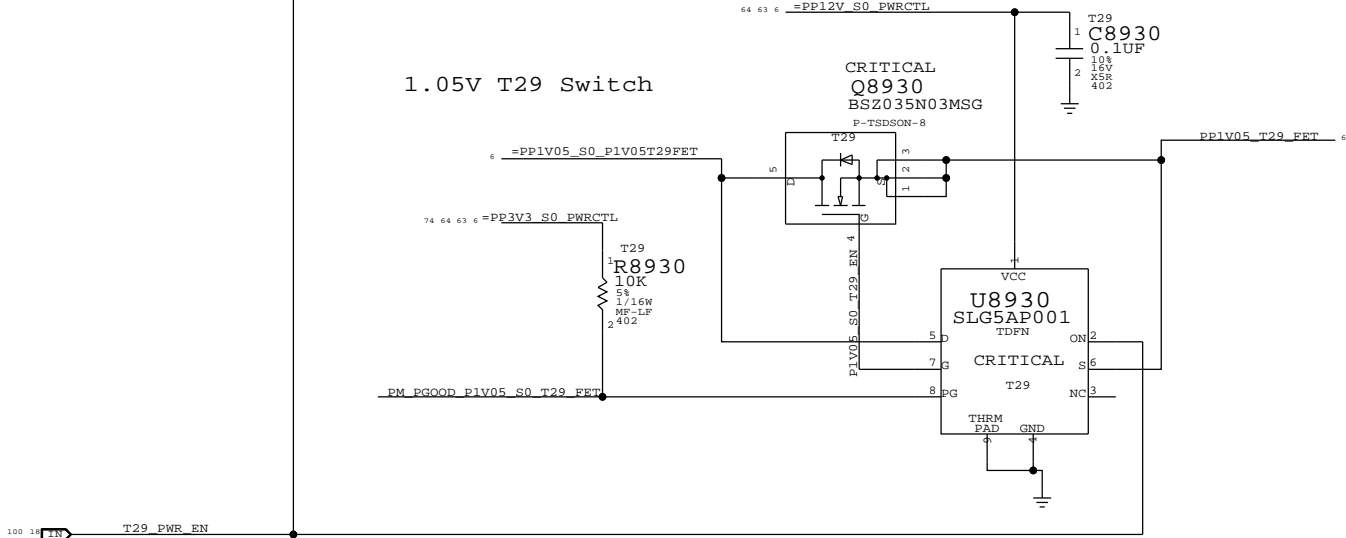 64 63 6 =PP12V_S0_PWRCTL
T29
C8930
1
0.1UF
10%
16V
2
X5R
402
1.05V T29 Switch
CRITICAL
Q8930
BSZ035N03MSG
P-TSDSON-8
T29
PP1V05_T29_FET 6
6 =PP1V05_S0_P1V05T29FET
5
D
S
3
2
1
G
4
P1V05_S0_T29_EN
74 64 63 6 =PP3V3_S0_PWRCTL
T29
1
R8930
10K
5%
1/16W
MF-LF
2
402
1
VCC
U8930
SLG5AP001
TDFN
5 D
ON 2
CRITICAL
7 G
S 6
T29
PM_PGOOD_P1V05_S0_T29_FET
8 PG
NC 3
THRM
PAD
GND
9
4
100 18 IN
T29_PWR_EN